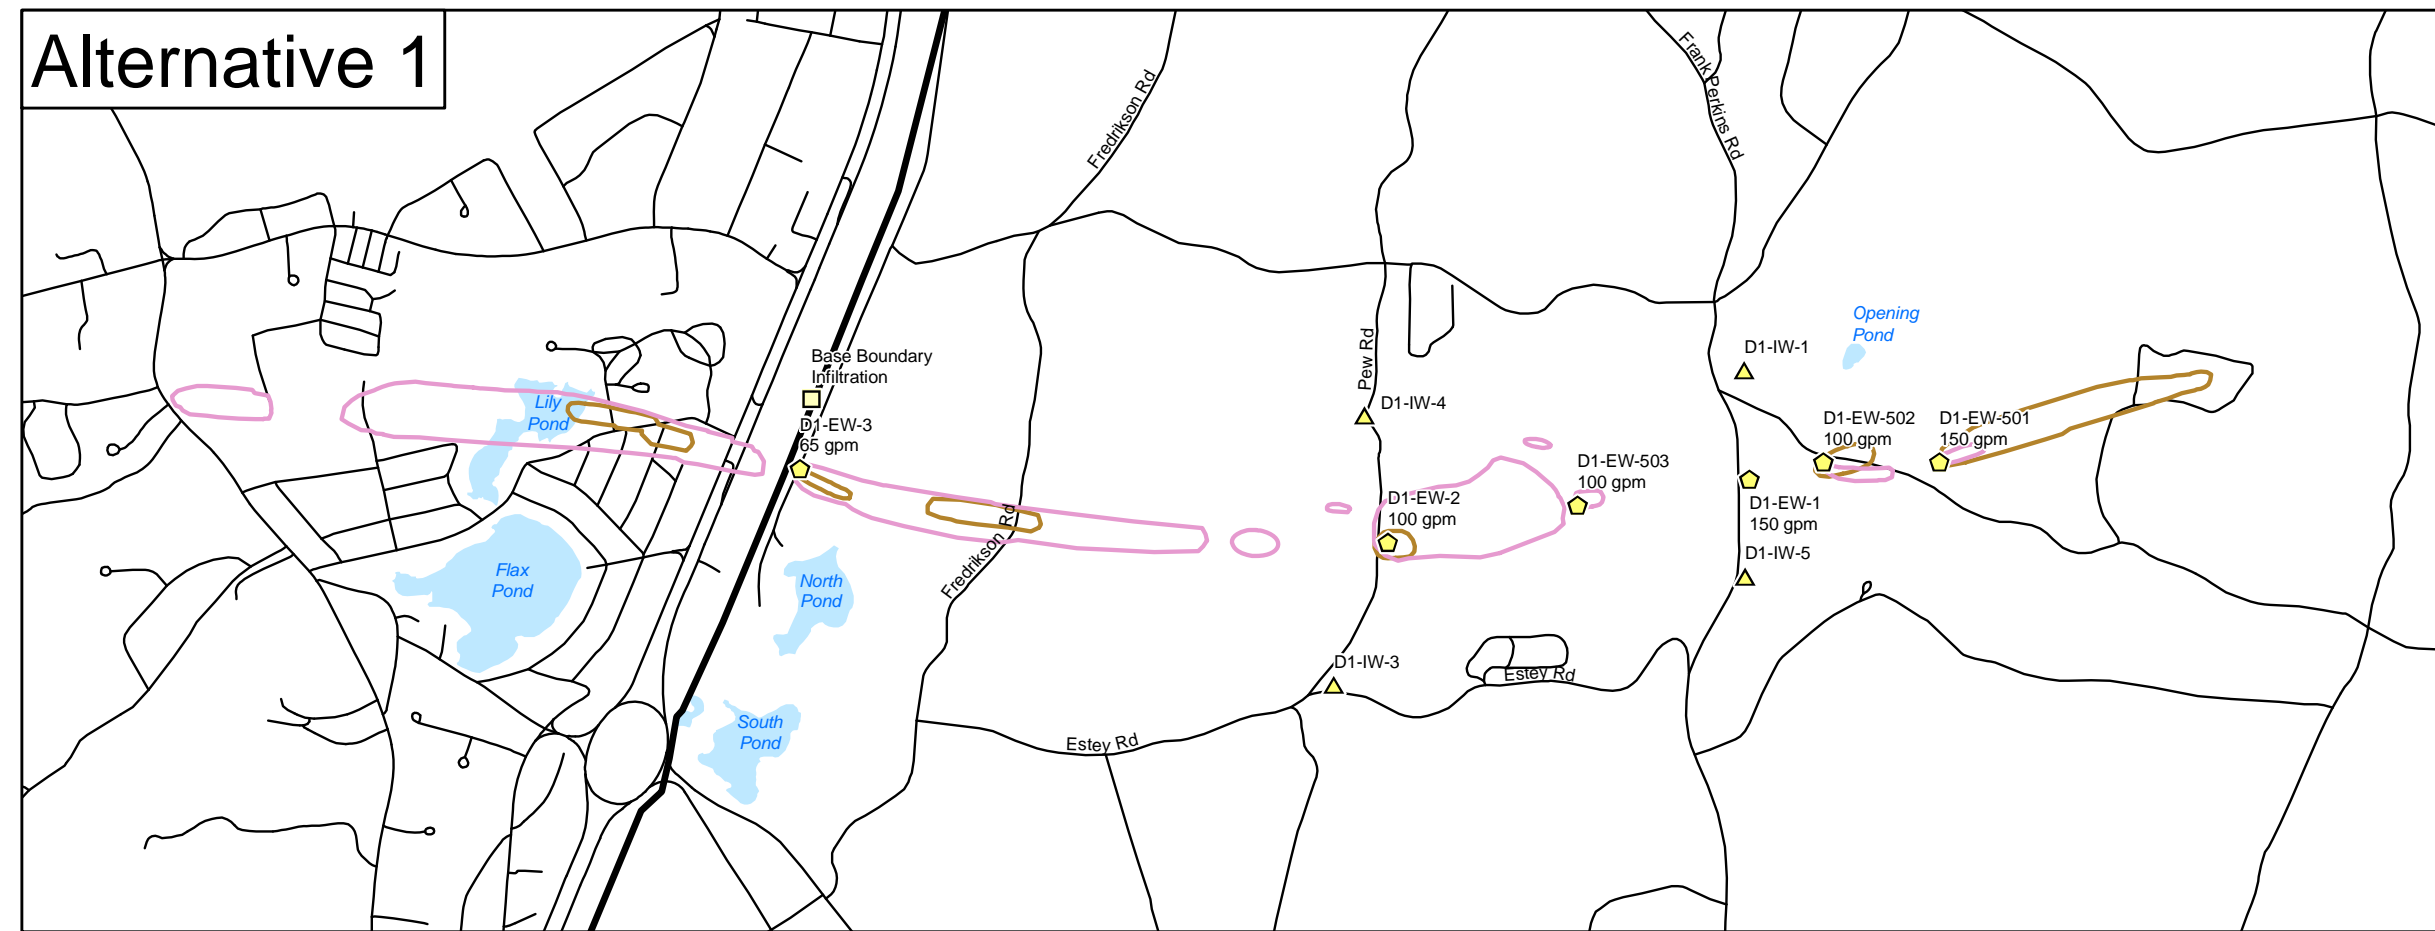 Alternative 1
Fredrikson Rd
Frank Perkins Rd
Opening
Pond
Pew Rd
D1-IW-1
Base Boundary
Infiltration
Lily
Pond
D1-IW-4
D1-EW-3
65 gpm
D1-EW-502
100 gpm
D1-EW-501
150 gpm
D1-EW-503
100 gpm
D1-EW-2
100 gpm
D1-EW-1
150 gpm
Fredrikson Rd
D1-IW-5
Flax
Pond
North
Pond
D1-IW-3
Estey Rd
South
Pond
Estey Rd